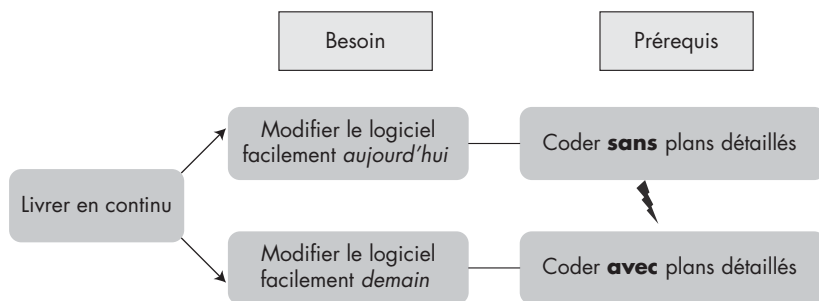 Besoin
Prérequis
Modifier le logiciel
facilement aujourd'hui
Coder sans plans détaillés
Livrer en continu
Modifier le logiciel
facilement demain
Coder avec plans détaillés